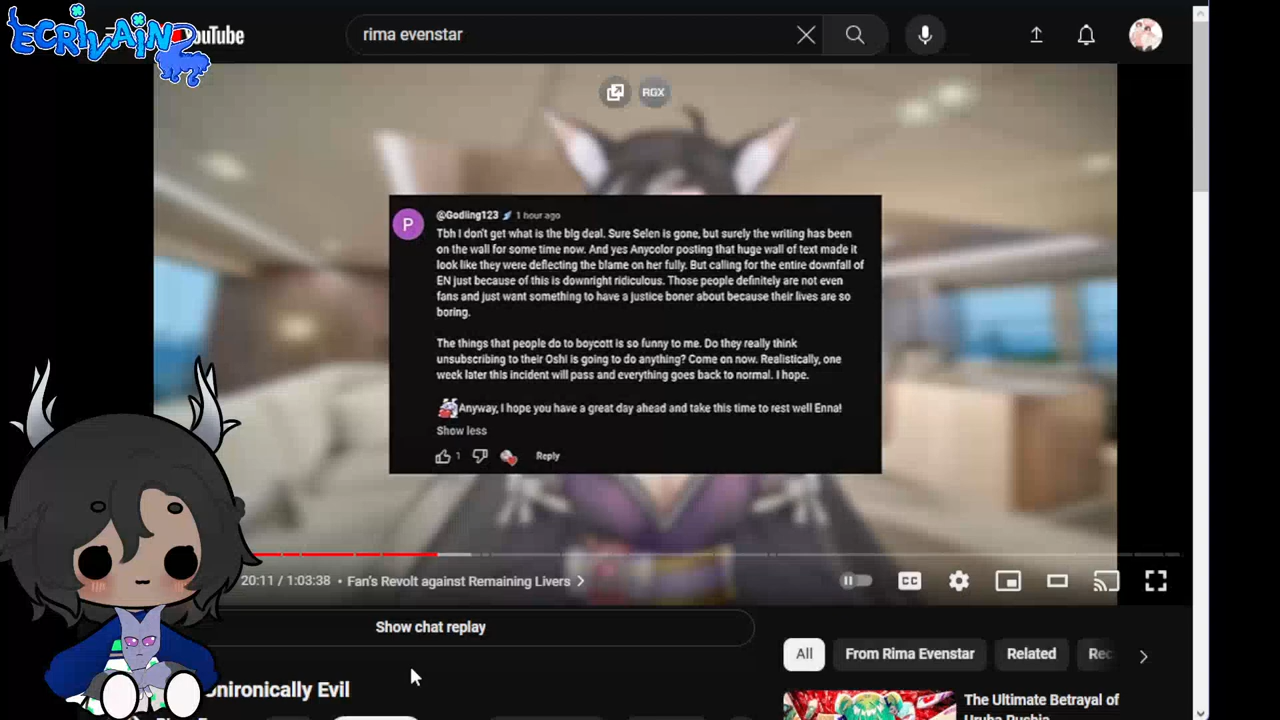 ECRIVAIN
YouTube
rima evenstar
RGX
P
@Godling123 1 hour ago
Tbh I don't get what is the big deal. Sure Selen is gone, but surely the writing has been
on the wall for some time now. And yes Anycolor posting that huge wall of text made it
look like they were deflecting the blame on her fully. But calling for the entire downfall of
EN just because of this is downright ridiculous. Those people definitely are not even
fans and just want something to have a justice boner about because their lives are so
boring.
The things that people do to boycott is so funny to me. Do they really think
unsubscribing to their Oshi is going to do anything? Come on now. Realistically, one
week later this incident will pass and everything goes back to normal. I hope.
Anyway, I hope you have a great day ahead and take this time to rest well Enna!
Show less
1 Reply
20:11 / 1:03:38 • Fan's Revolt against Remaining Livers
CC
Show chat replay
All From Rima Evenstar Related Rec
Evil
The Ultimate Betrayal of